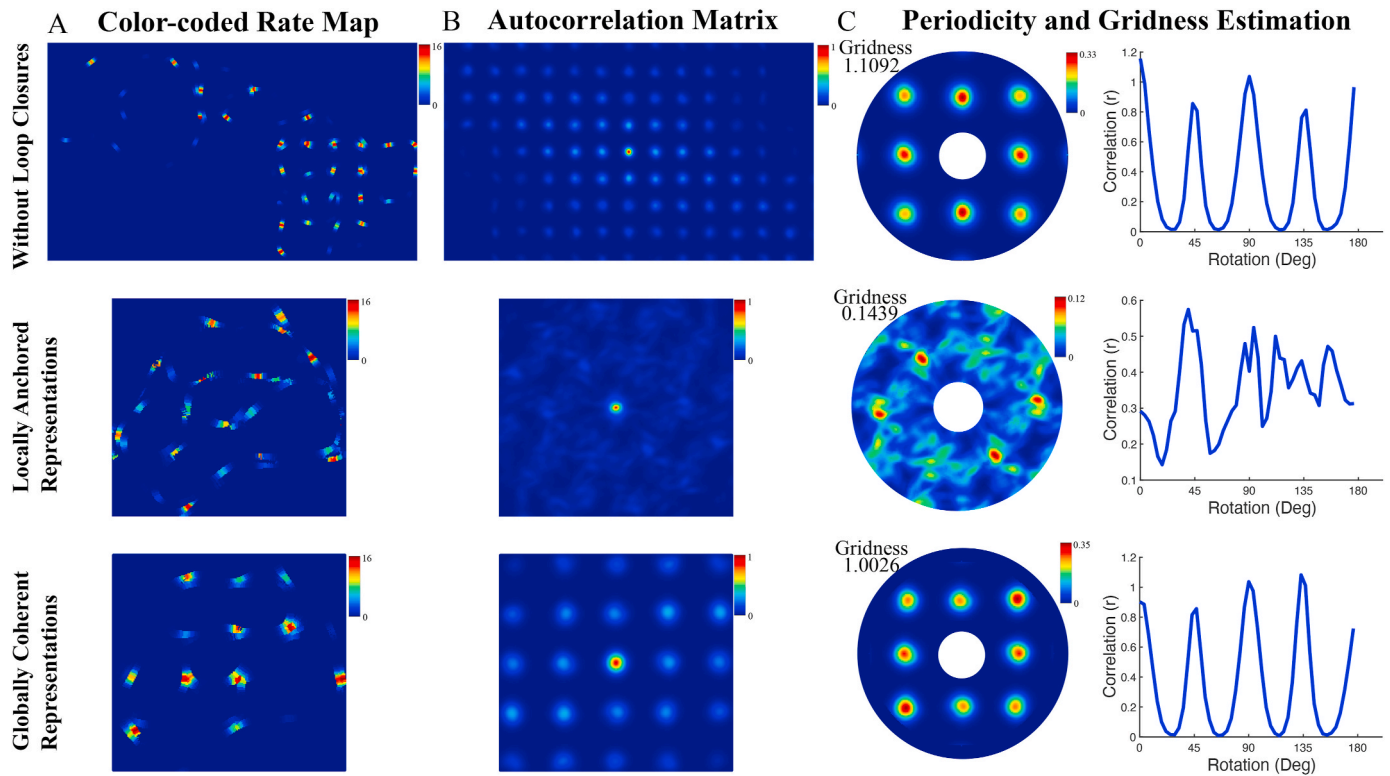 A Color-coded Rate Map
B Autocorrelation Matrix
C Periodicity and Gridness Estimation
Without Loop Closures
16
0
1
0
Gridness
1.1092
0.33
0
Correlation (r)
1.2
1
0.8
0.6
0.4
0.2
0
0 45 90 135 180
Rotation (Deg)
Locally Anchored
Representations
16
0
1
0
Gridness
0.1439
0.12
0
Correlation (r)
0.6
0.5
0.4
0.3
0.2
0.1
0 45 90 135 180
Rotation (Deg)
Globally Coherent
Representations
16
0
1
0
Gridness
1.0026
0.35
0
Correlation (r)
1.2
1
0.8
0.6
0.4
0.2
0
0 45 90 135 180
Rotation (Deg)